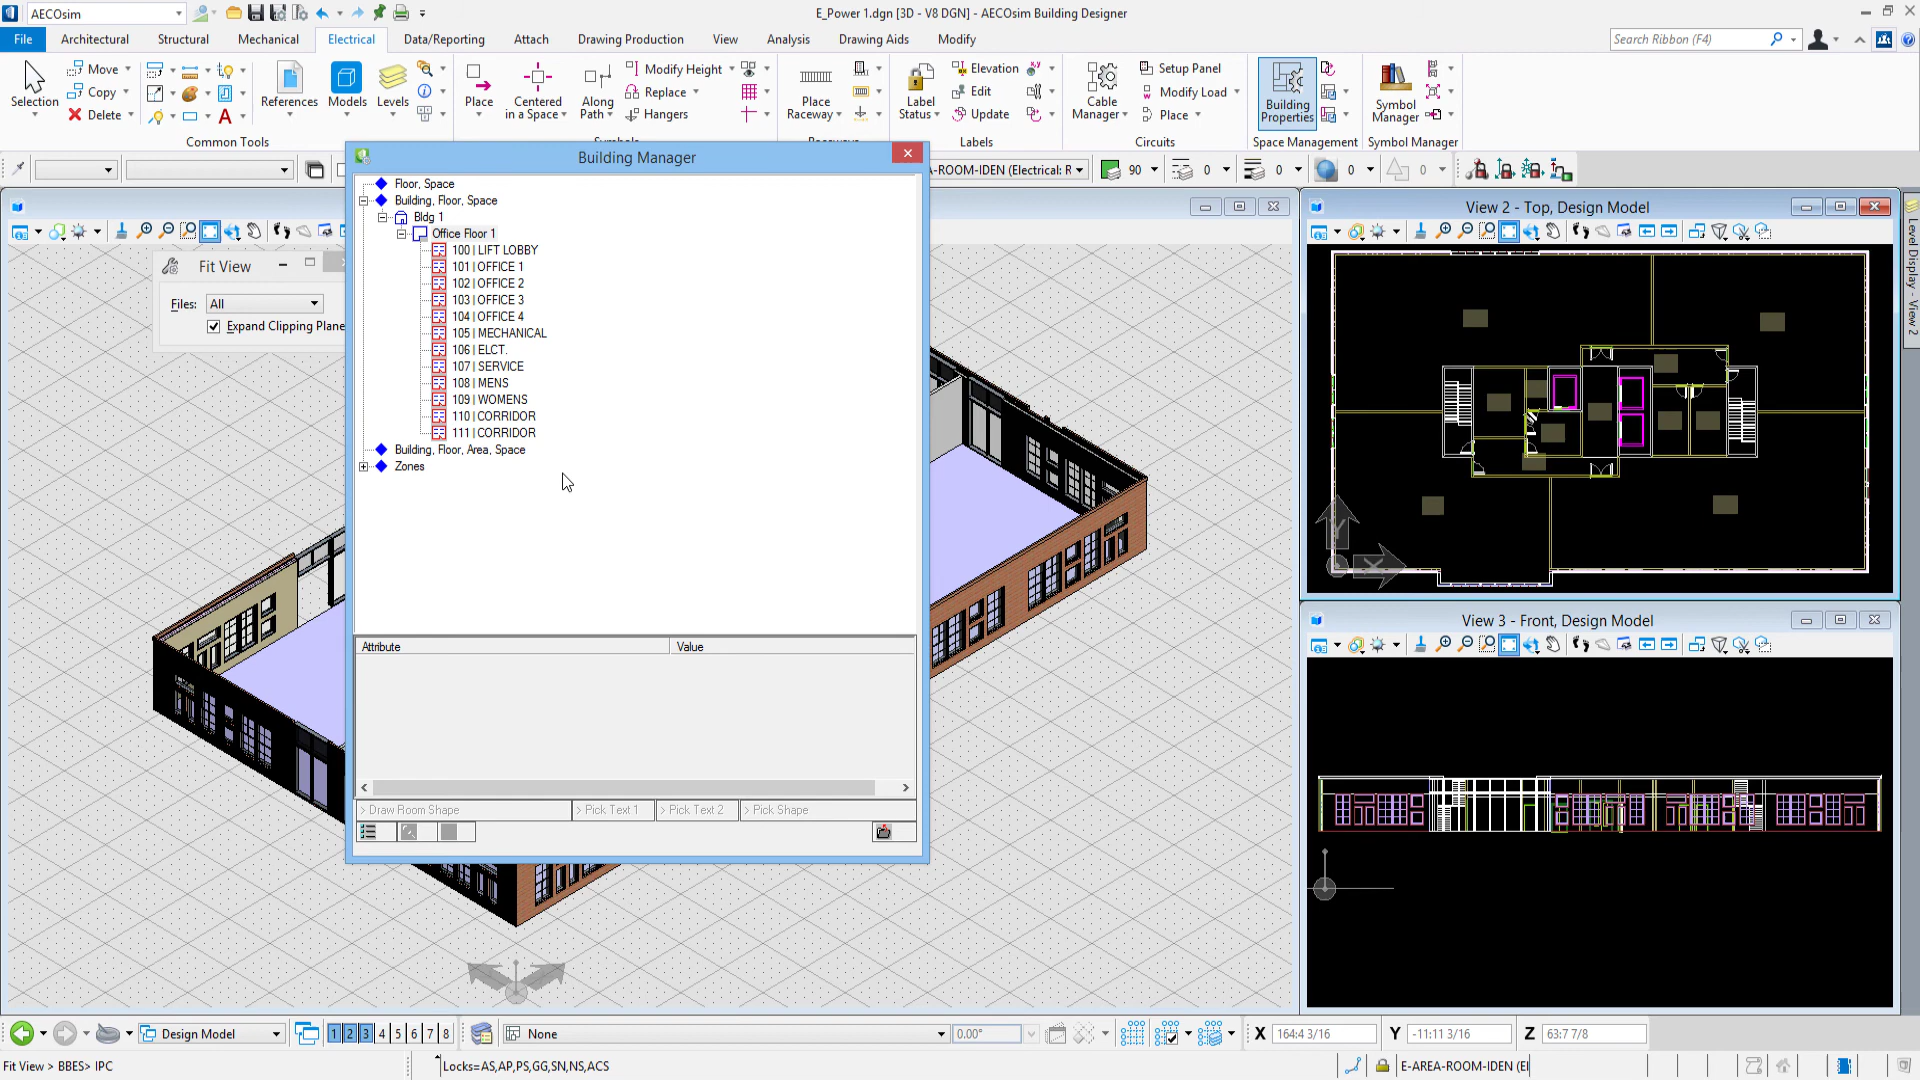 AECOsim
E_Power 1.dgn [3D - V8 DGN] - AECOsim Building Designer
File Architectural Structural Mechanical Electrical Data/Reporting Attach Drawing Production View Analysis Drawing Aids Modify
Search Ribbon (F4)
Selection
Move
Copy
Delete
References
Models
Levels
Common Tools
Place
Centered in a Space
Along Path
Modify Height
Replace
Hangers
Place Raceway
Label Status
Elevation
Edit
Update
Labels
Cable Manager
Setup Panel
Modify Load
Place
Circuits
Building Properties
Space Management
Symbol Manager
Symbol Manager
A-ROOM-IDEN (Electrical: R
90 0 0 0 0
Building Manager
Floor, Space
Building, Floor, Space
Bldg 1
Office Floor 1
100 | LIFT LOBBY
101 | OFFICE 1
102 | OFFICE 2
103 | OFFICE 3
104 | OFFICE 4
105 | MECHANICAL
106 | ELCT.
107 | SERVICE
108 | MENS
109 | WOMENS
110 | CORRIDOR
111 | CORRIDOR
Building, Floor, Area, Space
Zones
Attribute Value
> Draw Room Shape > Pick Text 1 > Pick Text 2 > Pick Shape
Fit View
Files: All
Expand Clipping Plane
View 2 - Top, Design Model
Y
X
Level Display - View 2
View 3 - Front, Design Model
Design Model 1 2 3 4 5 6 7 8 None 0.00° X 164:4 3/16 Y -11:11 3/16 Z 63:7 7/8
Fit View > BBES> IPC
Locks=AS,AP,PS,GG,SN,NS,ACS
E-AREA-ROOM-IDEN (El